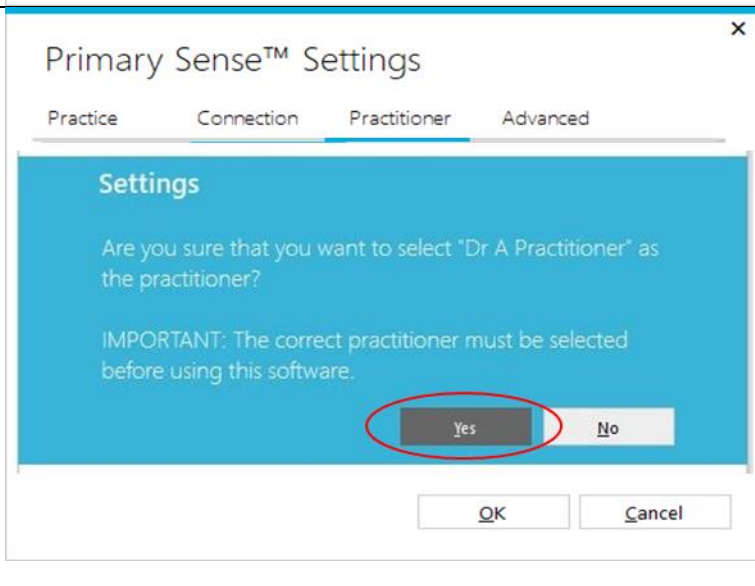 Primary Sense™ Settings
Practice Connection Practitioner Advanced
Settings
Are you sure that you want to select "Dr A Practitioner" as
the practitioner?
IMPORTANT: The correct practitioner must be selected
before using this software.
Yes No
OK Cancel